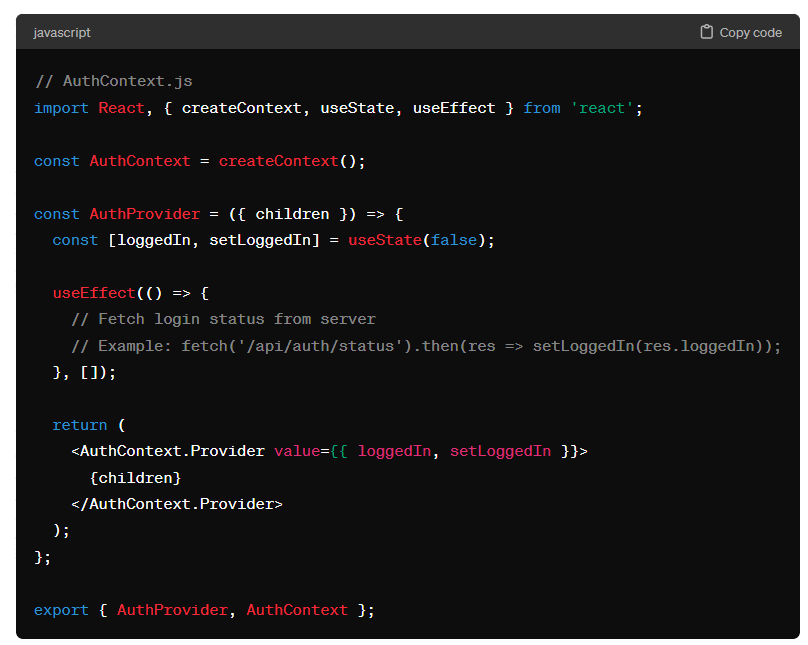 javascript
Copy code
// AuthContext.js
import React, { createContext, useState, useEffect } from 'react';
const AuthContext = createContext();
const AuthProvider = ({ children }) => {
  const [loggedIn, setLoggedIn] = useState(false);
  useEffect(() => {
    // Fetch login status from server
    // Example: fetch('/api/auth/status').then(res => setLoggedIn(res.loggedIn));
  }, []);
  return (
    <AuthContext.Provider value={{ loggedIn, setLoggedIn }}>
      {children}
    </AuthContext.Provider>
  );
};
export { AuthProvider, AuthContext };